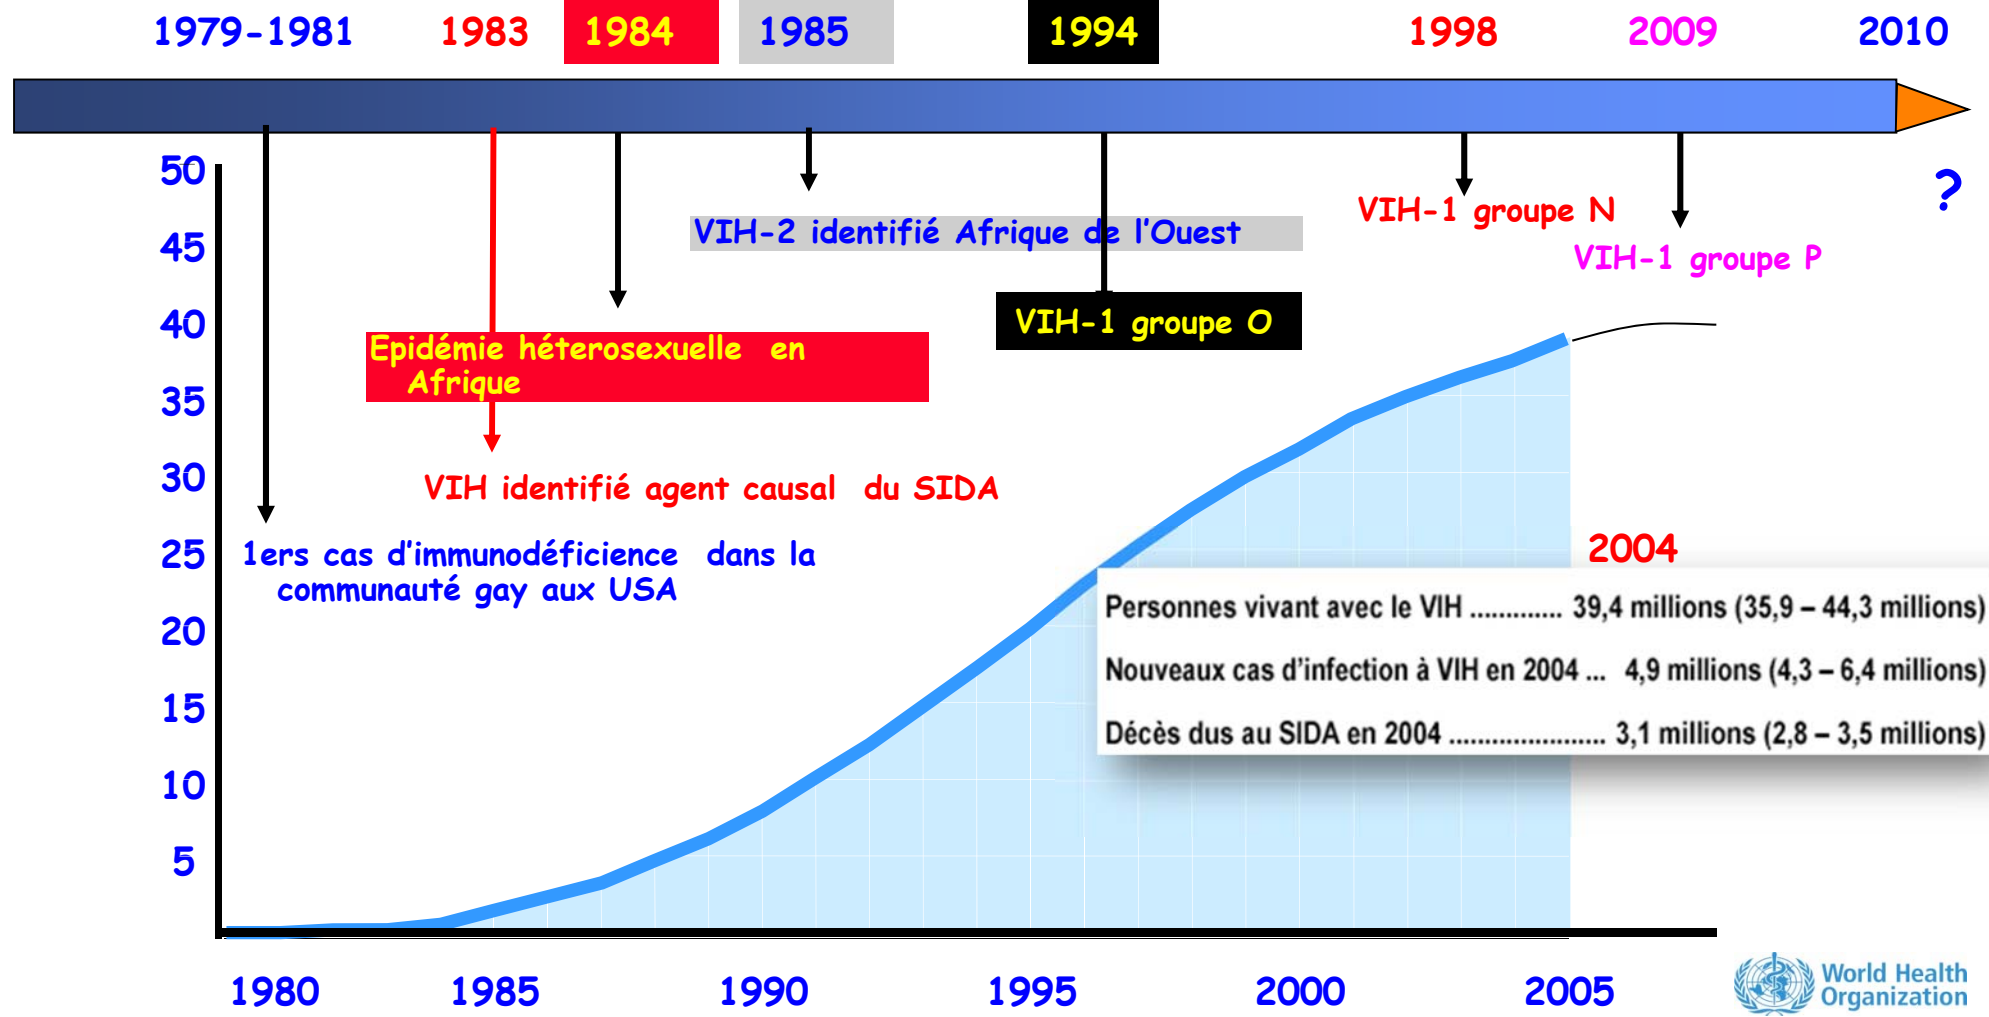 1979-1981 1983 1984 1985 1994 1998 2009 2010
50
45
40
35
30
25
20
15
10
5
?
VIH-1 groupe N
VIH-2 identifié Afrique de l'Ouest
VIH-1 groupe P
VIH-1 groupe O
Epidémie héterosexuelle en
Afrique
VIH identifié agent causal du SIDA
1ers cas d'immunodéficience dans la
communauté gay aux USA
2004
Personnes vivant avec le VIH ............. 39,4 millions (35,9 – 44,3 millions)
Nouveaux cas d'infection à VIH en 2004 ... 4,9 millions (4,3 – 6,4 millions)
Décès dus au SIDA en 2004 ...................... 3,1 millions (2,8 – 3,5 millions)
1980 1985 1990 1995 2000 2005
World Health
Organization